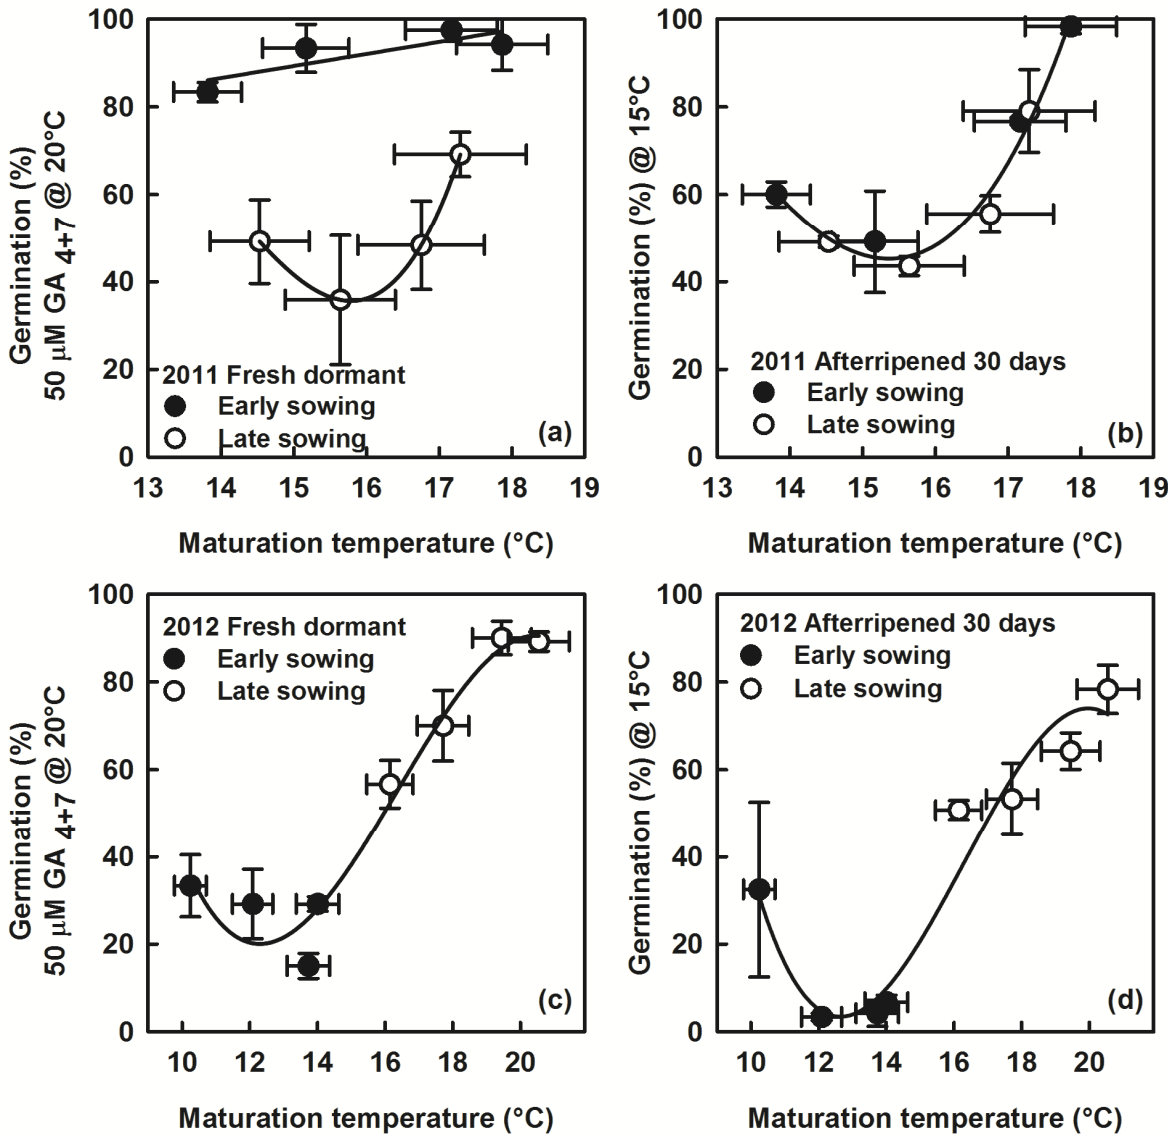 100
80
60
40
20
0
Germination (%)
50 µM GA 4+7 @ 20°C
2011 Fresh dormant
Early sowing
Late sowing
(a)
13 14 15 16 17 18 19
Maturation temperature (°C)
100
80
60
40
20
0
Germination (%) @ 15°C
2011 Afterripened 30 days
Early sowing
Late sowing
(b)
13 14 15 16 17 18 19
Maturation temperature (°C)
100
80
60
40
20
0
Germination (%)
50 µM GA 4+7 @ 20°C
2012 Fresh dormant
Early sowing
Late sowing
(c)
10 12 14 16 18 20
Maturation temperature (°C)
100
80
60
40
20
0
Germination (%) @ 15°C
2012 Afterripened 30 days
Early sowing
Late sowing
(d)
10 12 14 16 18 20
Maturation temperature (°C)